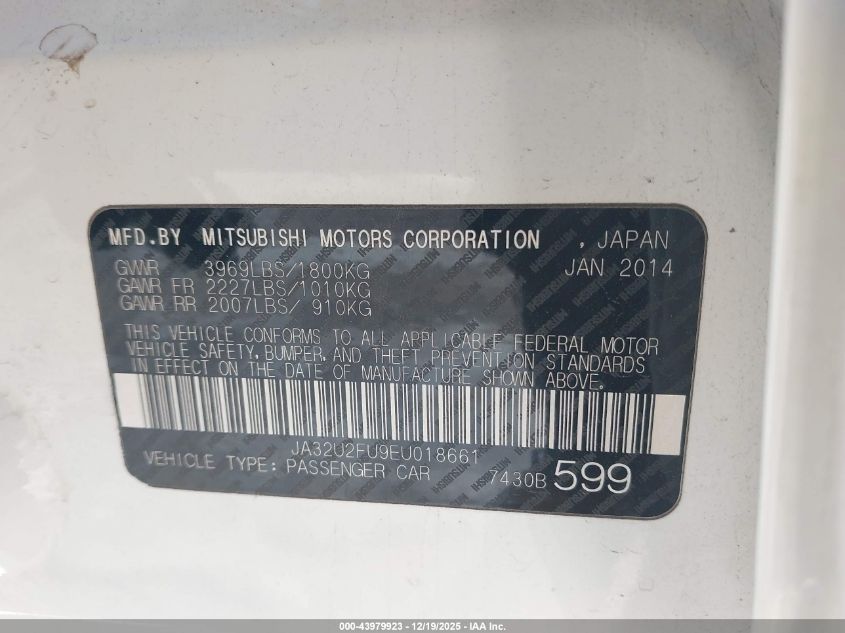 MFD.BY MITSUBISHI MOTORS CORPORATION , JAPAN
GVWR 3969LBS/1800KG JAN 2014
GAWR FR 2227LBS/1010KG
GAWR RR 2007LBS/ 910KG
THIS VEHICLE CONFORMS TO ALL APPLICABLE FEDERAL MOTOR
VEHICLE SAFETY, BUMPER, AND THEFT PREVENTION STANDARDS
IN EFFECT ON THE DATE OF MANUFACTURE SHOWN ABOVE.
JA32U2FU9EU018661
VEHICLE TYPE: PASSENGER CAR 7430B 599
000-43979923 - 12/19/2025 - IAA Inc.